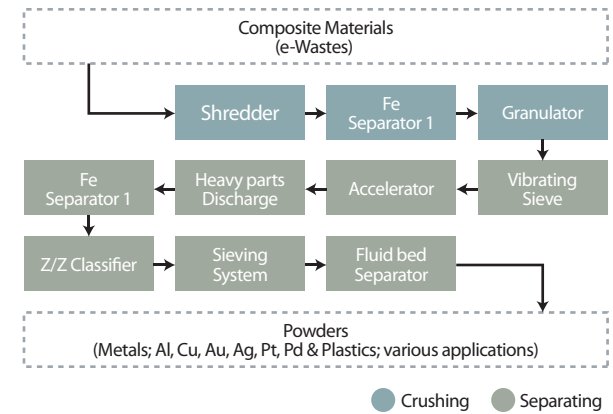 Composite Materials
(e-Wastes)
Shredder
Fe
Separator 1
Granulator
Fe
Separator 1
Heavy parts
Discharge
Accelerator
Vibrating
Sieve
Z/Z Classifier
Sieving
System
Fluid bed
Separator
Powders
(Metals; Al, Cu, Au, Ag, Pt, Pd & Plastics; various applications)
Crushing
Separating